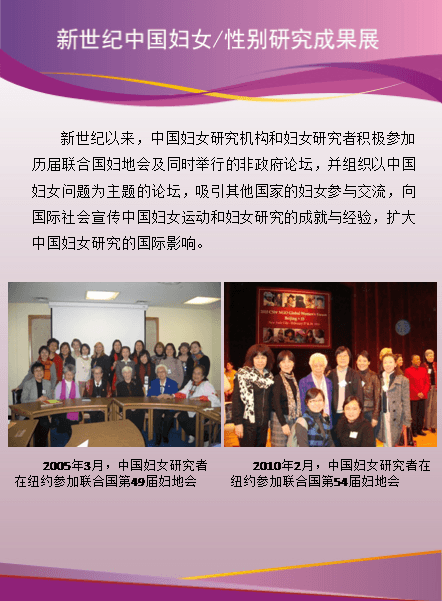 新世纪中国妇女/性别研究成果展
新世纪以来，中国妇女研究机构和妇女研究者积极参加
历届联合国妇地会及同时举行的非政府论坛，并组织以中国
妇女问题为主题的论坛，吸引其他国家的妇女参与交流，向
国际社会宣传中国妇女运动和妇女研究的成就与经验，扩大
中国妇女研究的国际影响。
2005年3月，中国妇女研究者
在纽约参加联合国第49届妇地会
2010年2月，中国妇女研究者在
纽约参加联合国第54届妇地会